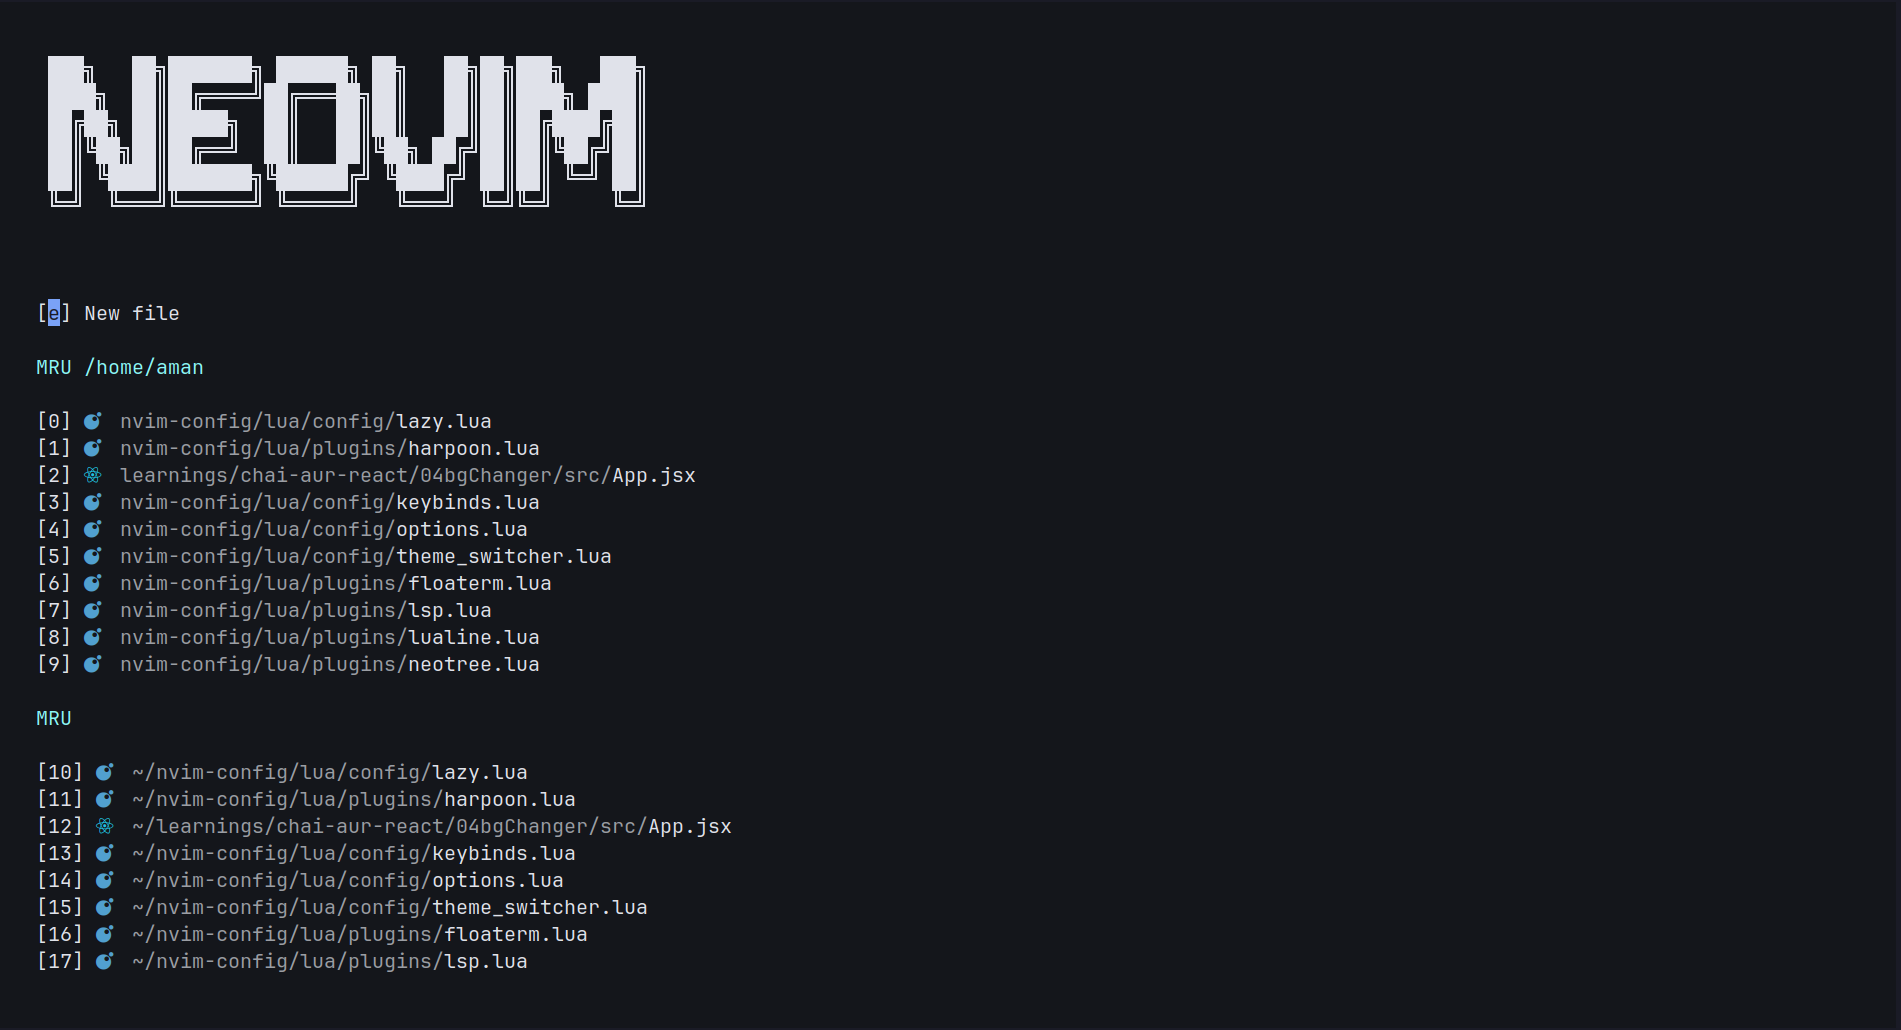 NEOVIM
[e] New file
MRU /home/aman
[0] nvim-config/lua/config/lazy.lua
[1] nvim-config/lua/plugins/harpoon.lua
[2] learnings/chai-aur-react/04bgChanger/src/App.jsx
[3] nvim-config/lua/config/keybinds.lua
[4] nvim-config/lua/config/options.lua
[5] nvim-config/lua/config/theme_switcher.lua
[6] nvim-config/lua/plugins/floaterm.lua
[7] nvim-config/lua/plugins/lsp.lua
[8] nvim-config/lua/plugins/lualine.lua
[9] nvim-config/lua/plugins/neotree.lua
MRU
[10] ~/nvim-config/lua/config/lazy.lua
[11] ~/nvim-config/lua/plugins/harpoon.lua
[12] ~/learnings/chai-aur-react/04bgChanger/src/App.jsx
[13] ~/nvim-config/lua/config/keybinds.lua
[14] ~/nvim-config/lua/config/options.lua
[15] ~/nvim-config/lua/config/theme_switcher.lua
[16] ~/nvim-config/lua/plugins/floaterm.lua
[17] ~/nvim-config/lua/plugins/lsp.lua